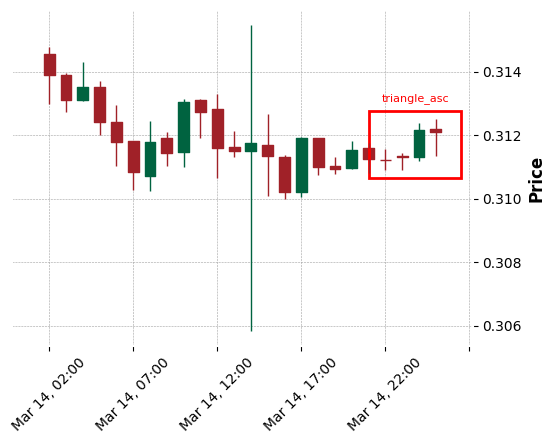 triangle_asc
0.314
0.312
0.310
0.308
0.306
Price
Mar 14, 02:00
Mar 14, 07:00
Mar 14, 12:00
Mar 14, 17:00
Mar 14, 22:00